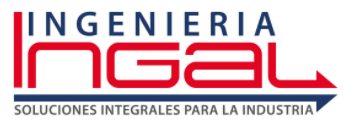 INGENIERIA
INGAL
SOLUCIONES INTEGRALES PARA LA INDUSTRIA